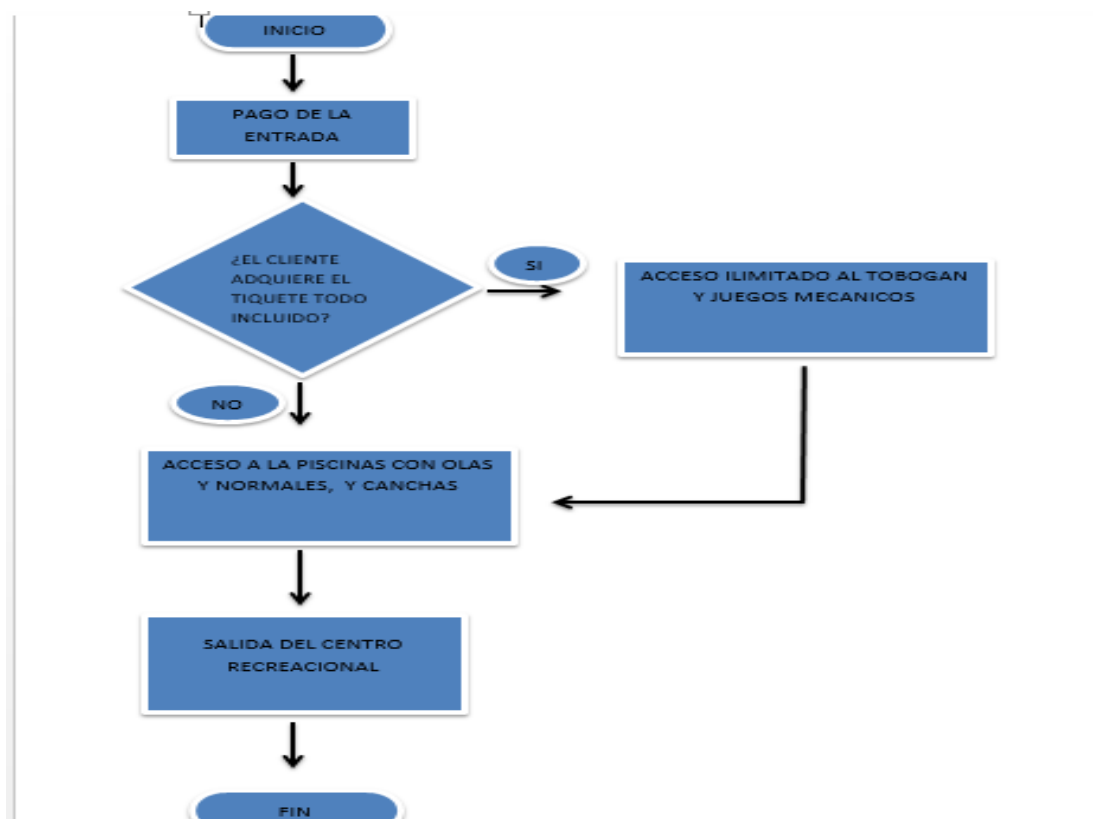 INICIO
PAGO DE LA
ENTRADA
¿EL CLIENTE
ADQUIERE EL
TIQUETE TODO
INCLUIDO?
SI
ACCESO ILIMITADO AL TOBOGAN
Y JUEGOS MECANICOS
NO
ACCESO A LA PISCINAS CON OLAS
Y NORMALES, Y CANCHAS
SALIDA DEL CENTRO
RECREACIONAL
FIN